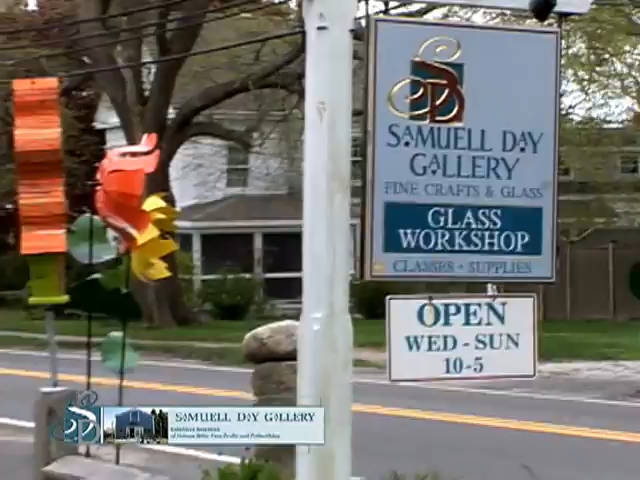 SAMUELL DAY
GALLERY
FINE CRAFTS & GLASS
GLASS
WORKSHOP
CLASSES - SUPPLIES
OPEN
WED - SUN
10-5
SAMUELL DAY GALLERY